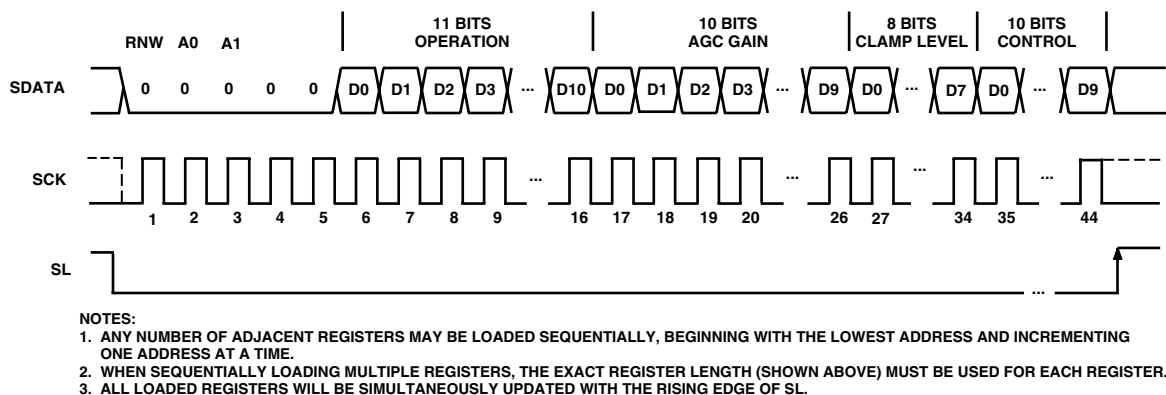 11 BITS
OPERATION
10 BITS
AGC GAIN
8 BITS
CLAMP LEVEL
10 BITS
CONTROL
RNW A0 A1
SDATA 0 0 0 0 0 D0 D1 D2 D3 ... D10 D0 D1 D2 D3 ... D9 D0 ... D7 D0 ... D9
SCK ... ... ... ...
1 2 3 4 5 6 7 8 9 16 17 18 19 20 26 27 34 35 44
SL ...
NOTES:
1. ANY NUMBER OF ADJACENT REGISTERS MAY BE LOADED SEQUENTIALLY, BEGINNING WITH THE LOWEST ADDRESS AND INCREMENTING
ONE ADDRESS AT A TIME.
2. WHEN SEQUENTIALLY LOADING MULTIPLE REGISTERS, THE EXACT REGISTER LENGTH (SHOWN ABOVE) MUST BE USED FOR EACH REGISTER.
3. ALL LOADED REGISTERS WILL BE SIMULTANEOUSLY UPDATED WITH THE RISING EDGE OF SL.